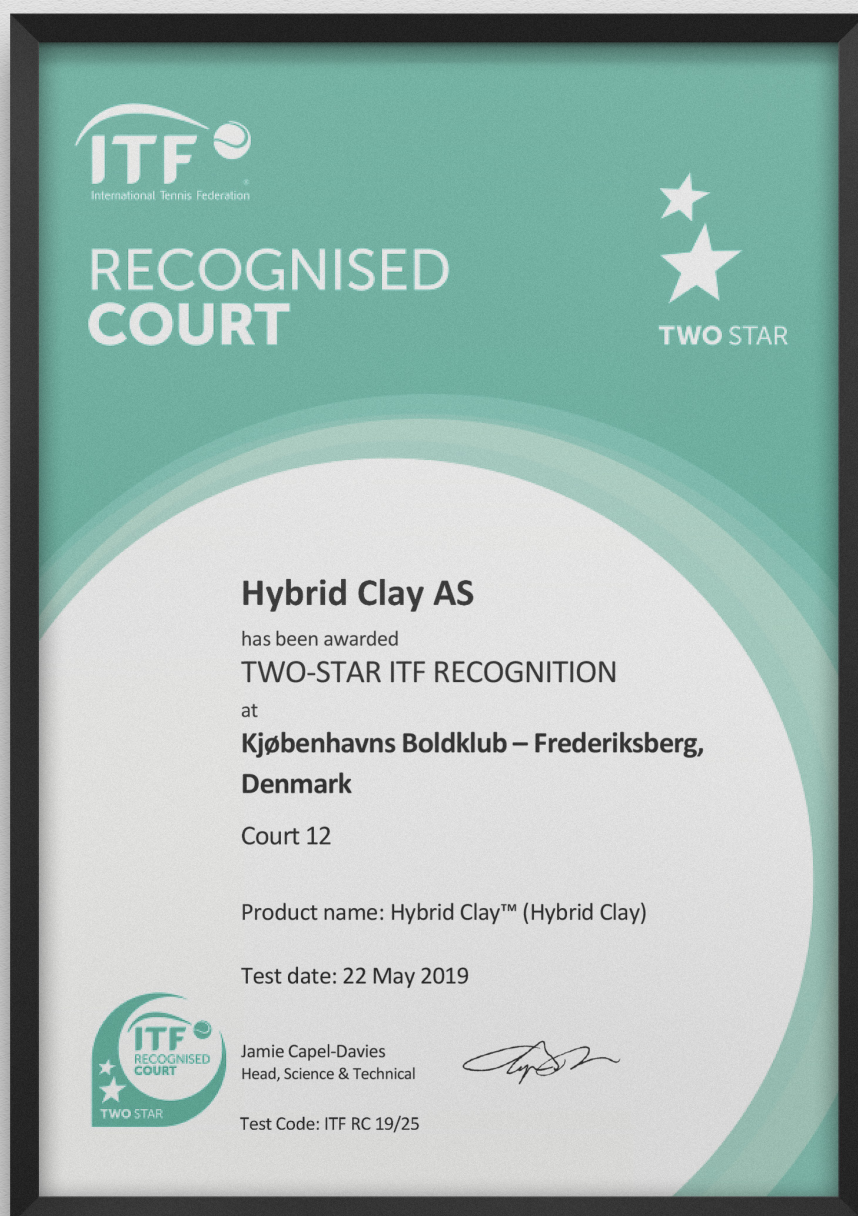 ITF
®
International Tennis Federation
RECOGNISED
COURT
TWO STAR
Hybrid Clay AS
has been awarded
TWO-STAR ITF RECOGNITION
at
Kjøbenhavns Boldklub – Frederiksberg,
Denmark
Court 12
Product name: Hybrid Clay™ (Hybrid Clay)
Test date: 22 May 2019
ITF
RECOGNISED
COURT
TWO STAR
Jamie Capel-Davies
Head, Science & Technical
Test Code: ITF RC 19/25